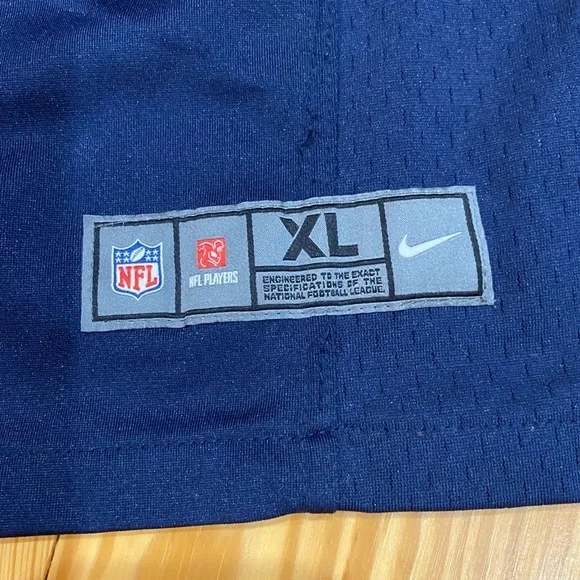 NFL
NFL PLAYERS
XL
ENGINEERED TO THE EXACT
SPECIFICATIONS OF THE
NATIONAL FOOTBALL LEAGUE.